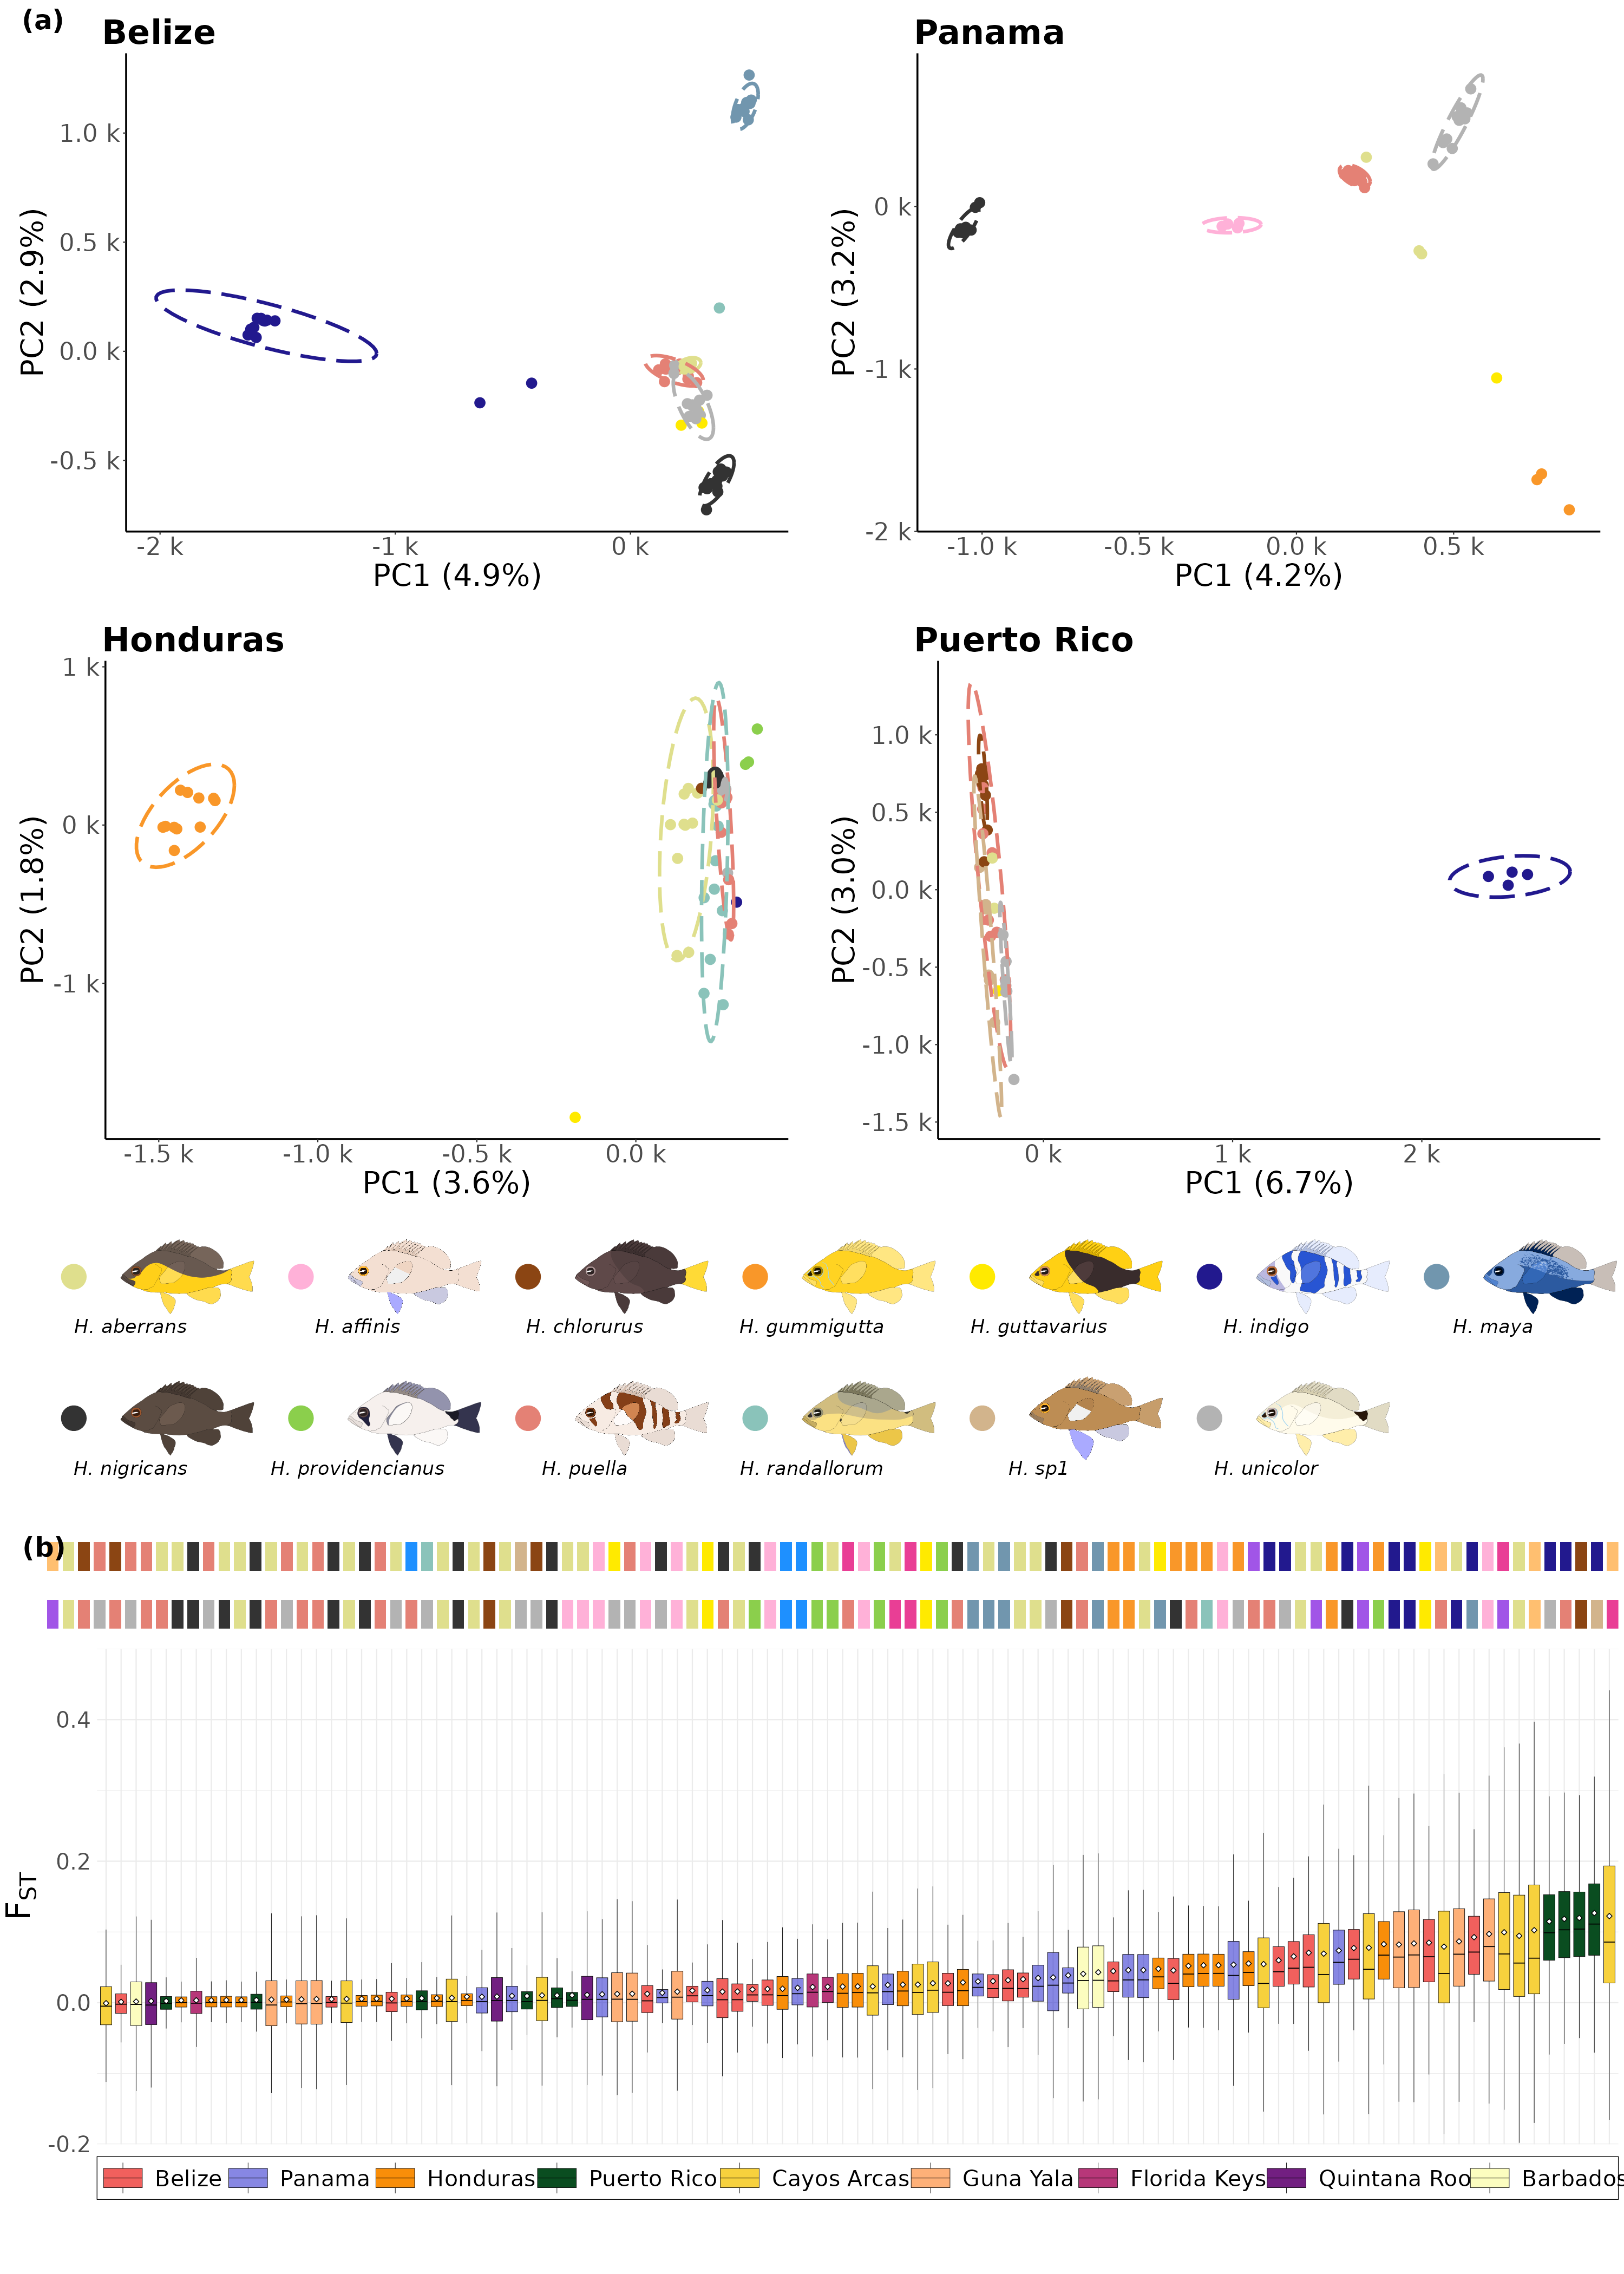 (a)
Belize
Panama
1.0 k
0.5 k
0.0 k
-0.5 k
PC2 (2.9%)
-2 k
-1 k
0 k
PC1 (4.9%)
0 k
-1 k
-2 k
PC2 (3.2%)
-1.0 k
-0.5 k
0.0 k
0.5 k
PC1 (4.2%)
Honduras
Puerto Rico
1 k
0 k
-1 k
PC2 (1.8%)
-1.5 k
-1.0 k
-0.5 k
0.0 k
PC1 (3.6%)
1.0 k
0.5 k
0.0 k
-0.5 k
-1.0 k
-1.5 k
PC2 (3.0%)
0 k
1 k
2 k
PC1 (6.7%)
H. aberrans
H. affinis
H. chlorurus
H. gummigutta
H. guttavarius
H. indigo
H. maya
H. nigricans
H. providencianus
H. puella
H. randallorum
H. sp1
H. unicolor
(b)
0.4
0.2
0.0
-0.2
FST
Belize
Panama
Honduras
Puerto Rico
Cayos Arcas
Guna Yala
Florida Keys
Quintana Roo
Barbados